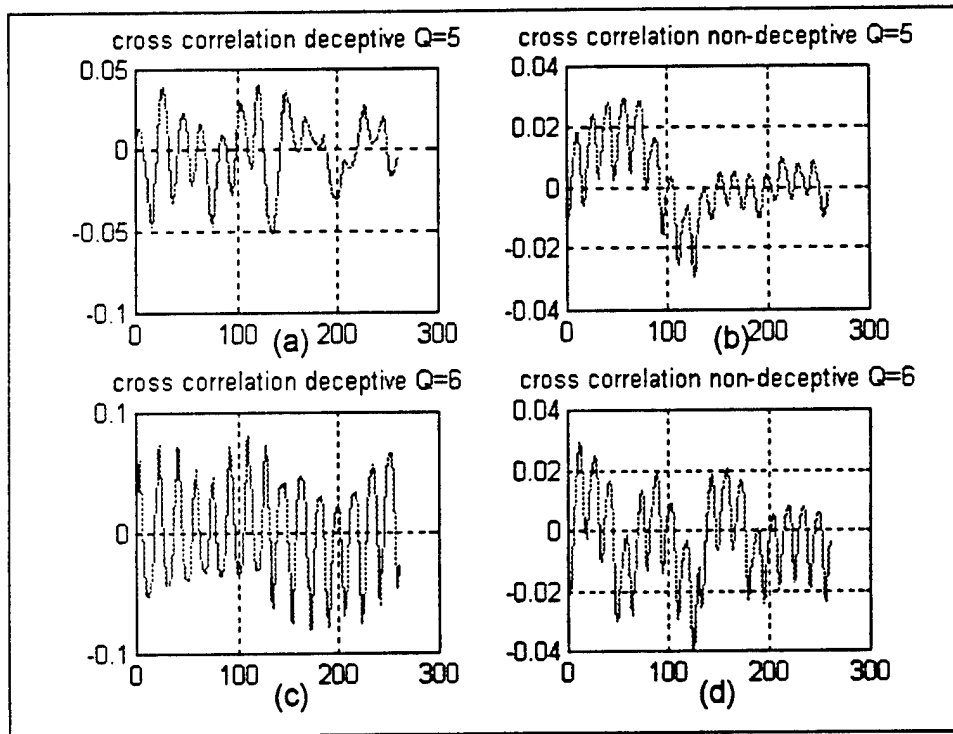 cross correlation deceptive Q=5
0.05
0
-0.05
-0.1
0 100 200 300
(a)
cross correlation non-deceptive Q=5
0.04
0.02
0
-0.02
-0.04
0 100 200 300
(b)
cross correlation deceptive Q=6
0.1
0
-0.1
0 100 200 300
(c)
cross correlation non-deceptive Q=6
0.04
0.02
0
-0.02
-0.04
0 100 200 300
(d)